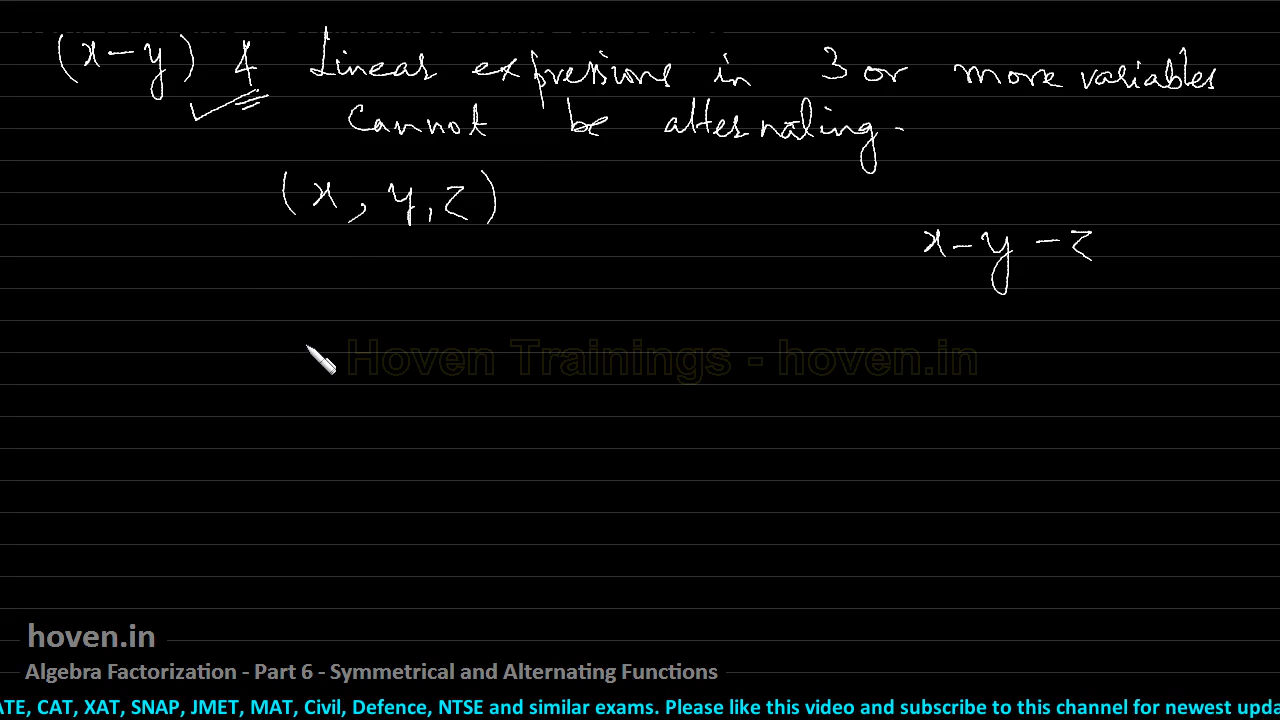 (x-y) 4 Linear expressions in 3 or more variables
cannot be alternating.
(x, y, z)
x - y - z
Hoven Trainings - hoven.in
hoven.in
Algebra Factorization - Part 6 - Symmetrical and Alternating Functions
ATE, CAT, XAT, SNAP, JMET, MAT, Civil, Defence, NTSE and similar exams. Please like this video and subscribe to this channel for newest upda